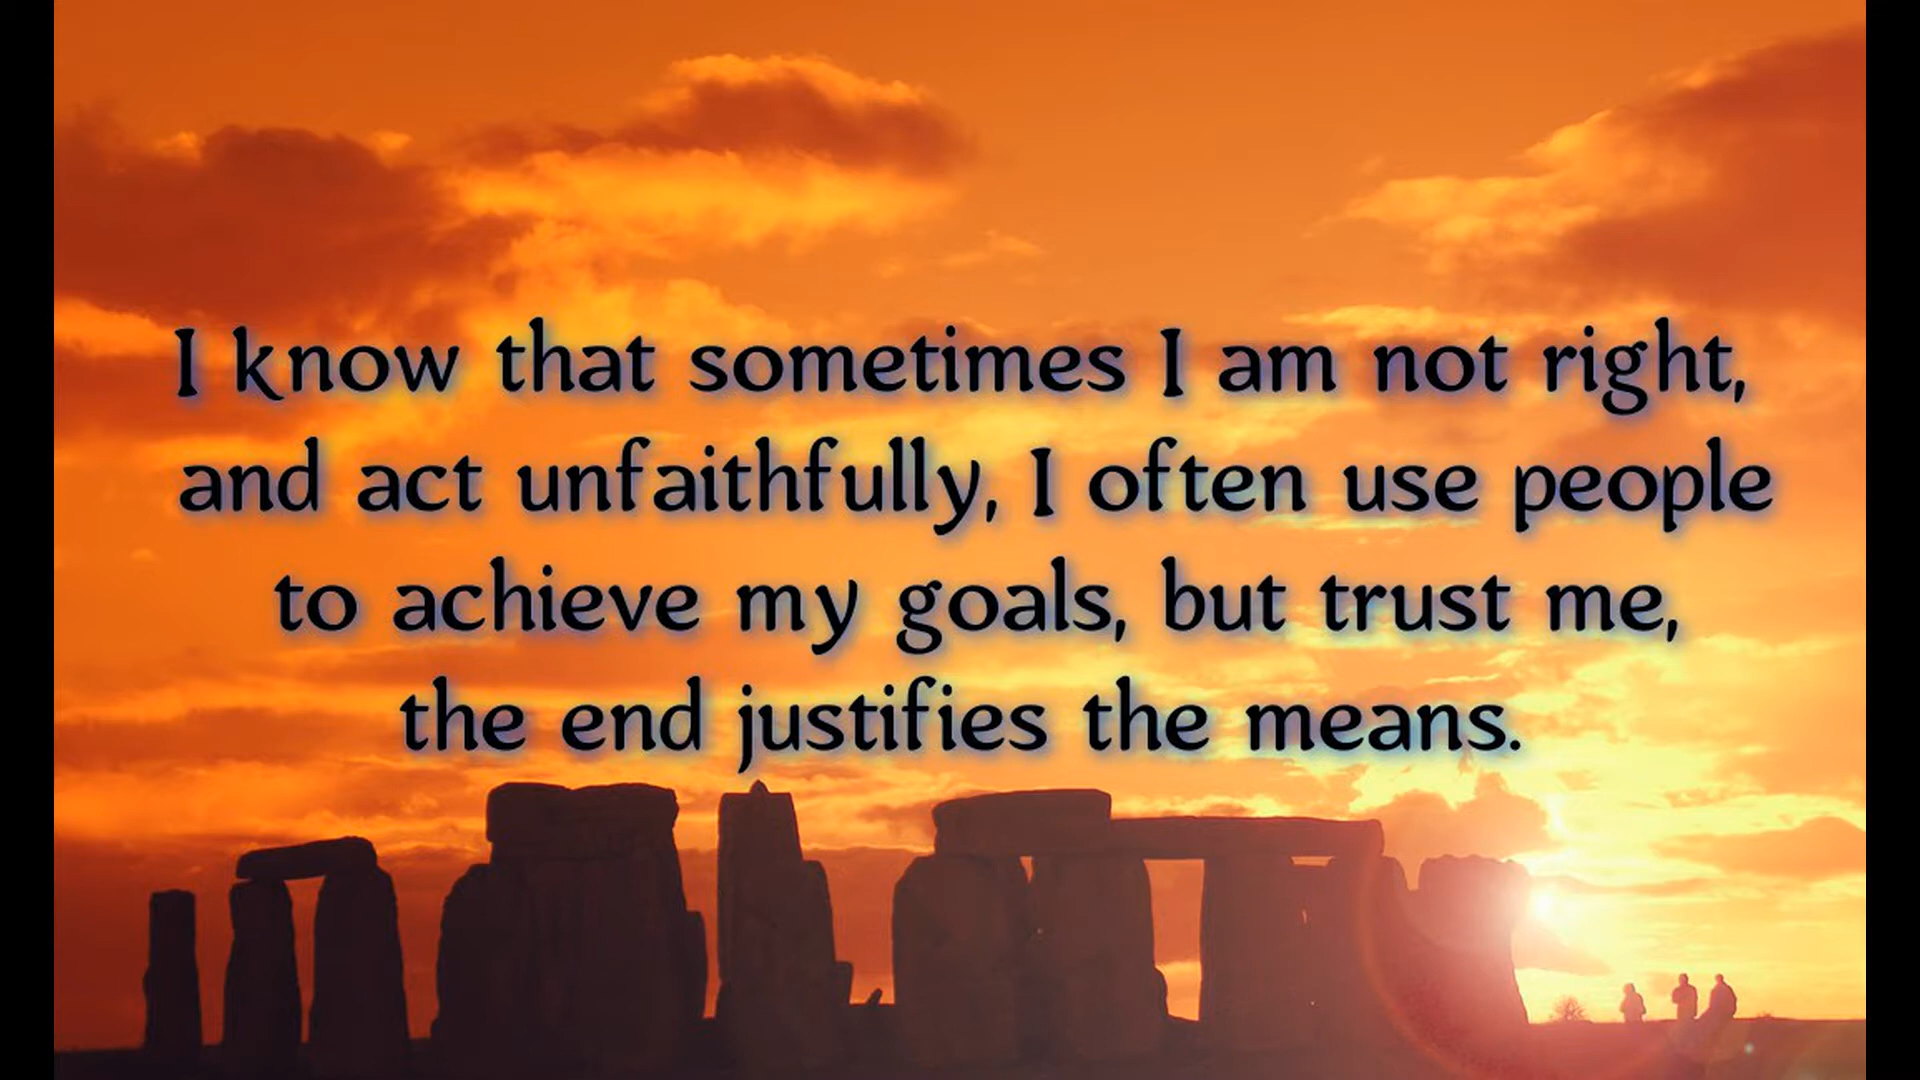 I know that sometimes I am not right,
and act unfaithfully, I often use people
to achieve my goals, but trust me,
the end justifies the means.